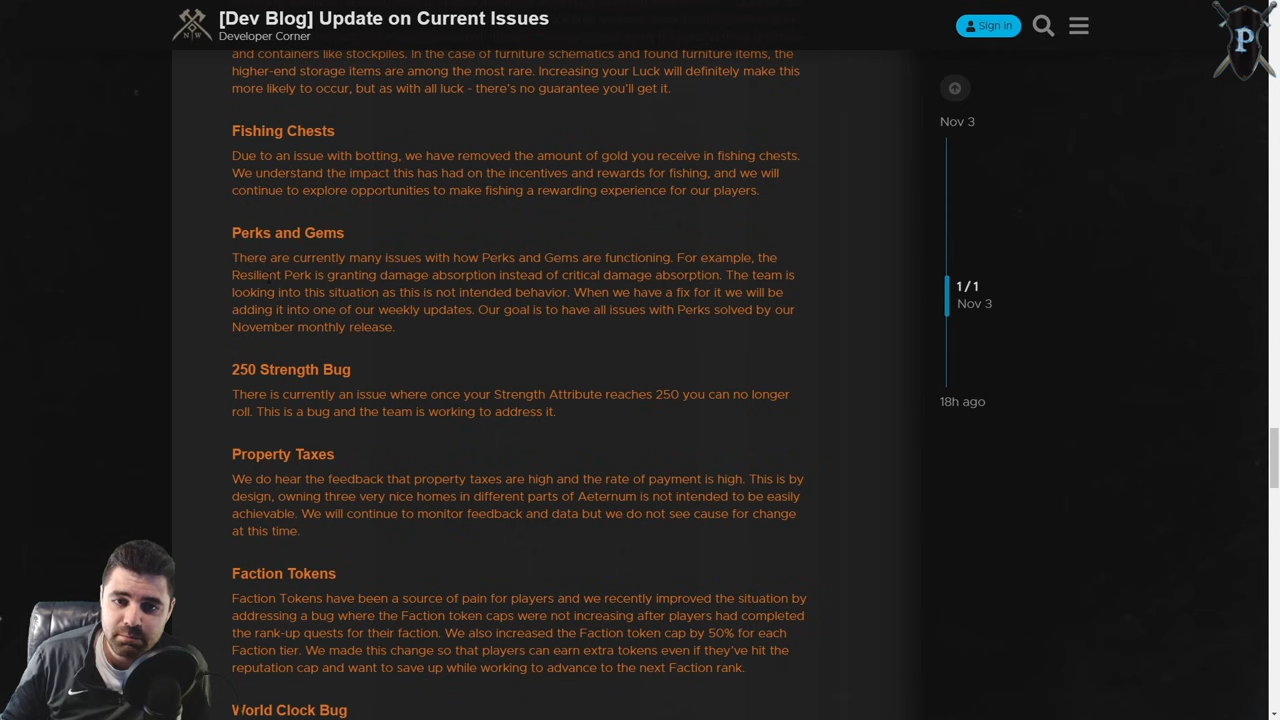 [Dev Blog] Update on Current Issues
Developer Corner
Sign in
N W
P
and containers like stockpiles. In the case of furniture schematics and found furniture items, the
higher-end storage items are among the most rare. Increasing your Luck will definitely make this
more likely to occur, but as with all luck - there's no guarantee you'll get it.
Fishing Chests
Due to an issue with botting, we have removed the amount of gold you receive in fishing chests.
We understand the impact this has had on the incentives and rewards for fishing, and we will
continue to explore opportunities to make fishing a rewarding experience for our players.
Perks and Gems
There are currently many issues with how Perks and Gems are functioning. For example, the
Resilient Perk is granting damage absorption instead of critical damage absorption. The team is
looking into this situation as this is not intended behavior. When we have a fix for it we will be
adding it into one of our weekly updates. Our goal is to have all issues with Perks solved by our
November monthly release.
250 Strength Bug
There is currently an issue where once your Strength Attribute reaches 250 you can no longer
roll. This is a bug and the team is working to address it.
Property Taxes
We do hear the feedback that property taxes are high and the rate of payment is high. This is by
design, owning three very nice homes in different parts of Aeternum is not intended to be easily
achievable. We will continue to monitor feedback and data but we do not see cause for change
at this time.
Faction Tokens
Faction Tokens have been a source of pain for players and we recently improved the situation by
addressing a bug where the Faction token caps were not increasing after players had completed
the rank-up quests for their faction. We also increased the Faction token cap by 50% for each
Faction tier. We made this change so that players can earn extra tokens even if they've hit the
reputation cap and want to save up while working to advance to the next Faction rank.
World Clock Bug
Nov 3
1 / 1
Nov 3
18h ago